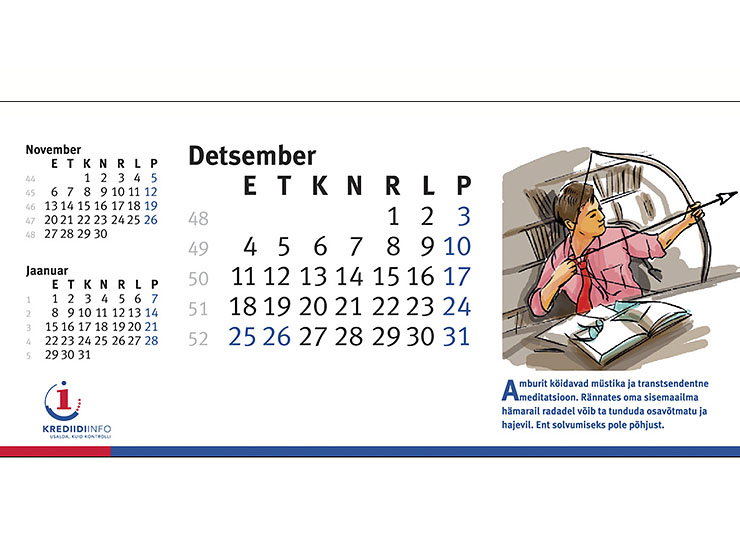 November
E T K N R L P
44 1 2 3 4 5
45 6 7 8 9 10 11 12
46 13 14 15 16 17 18 19
47 20 21 22 23 24 25 26
48 27 28 29 30
Jaanuar
E T K N R L P
1 1 2 3 4 5 6 7
2 8 9 10 11 12 13 14
3 15 16 17 18 19 20 21
4 22 23 24 25 26 27 28
5 29 30 31
i
KREDIIDIINFO
USALDA, KUID KONTROLLI
Detsember
E T K N R L P
48 1 2 3
49 4 5 6 7 8 9 10
50 11 12 13 14 15 16 17
51 18 19 20 21 22 23 24
52 25 26 27 28 29 30 31
Amburit köidavad müstika ja transtsendentne
meditatsioon. Rännates oma sisemaailma
hämarail radadel võib ta tunduda osavõtmatu ja
hajevil. Ent solvumiseks pole põhjust.